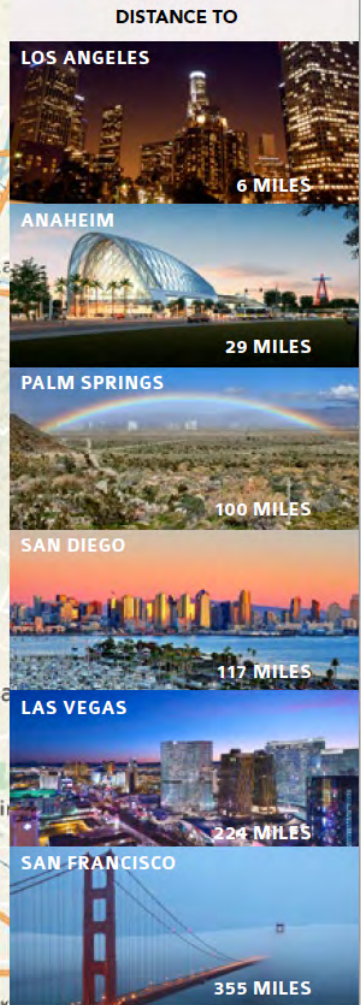 DISTANCE TO
LOS ANGELES
6 MILES
ANAHEIM
29 MILES
PALM SPRINGS
100 MILES
SAN DIEGO
117 MILES
LAS VEGAS
224 MILES
SAN FRANCISCO
355 MILES